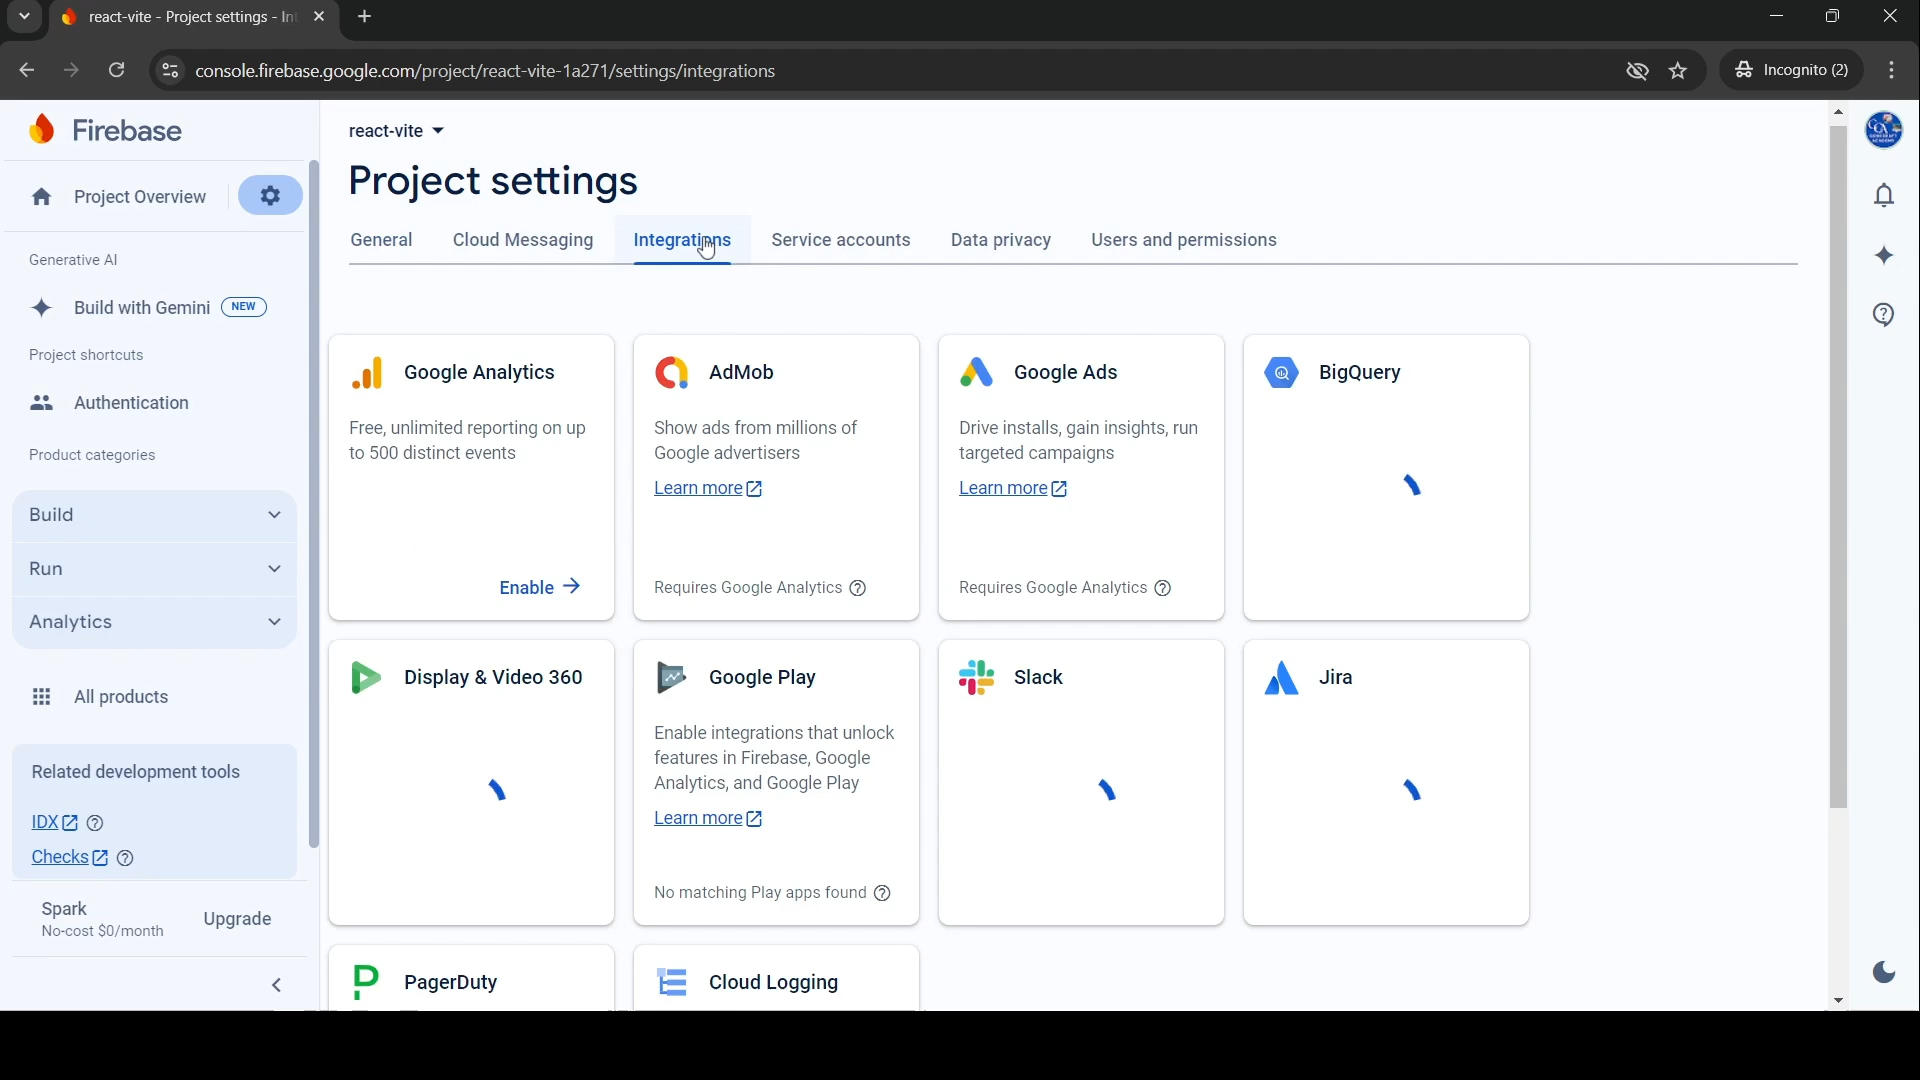 react-vite - Project settings - In
console.firebase.google.com/project/react-vite-1a271/settings/integrations
Incognito (2)
Firebase
Project Overview
Generative AI
Build with Gemini NEW
Project shortcuts
Authentication
Product categories
Build
Run
Analytics
All products
Related development tools
IDX
Checks
Spark
No-cost $0/month
Upgrade
react-vite
Project settings
General Cloud Messaging Integrations Service accounts Data privacy Users and permissions
Google Analytics
Free, unlimited reporting on up
to 500 distinct events
Enable
AdMob
Show ads from millions of
Google advertisers
Learn more
Requires Google Analytics
Google Ads
Drive installs, gain insights, run
targeted campaigns
Learn more
Requires Google Analytics
BigQuery
Display & Video 360
Google Play
Enable integrations that unlock
features in Firebase, Google
Analytics, and Google Play
Learn more
No matching Play apps found
Slack
Jira
PagerDuty
Cloud Logging